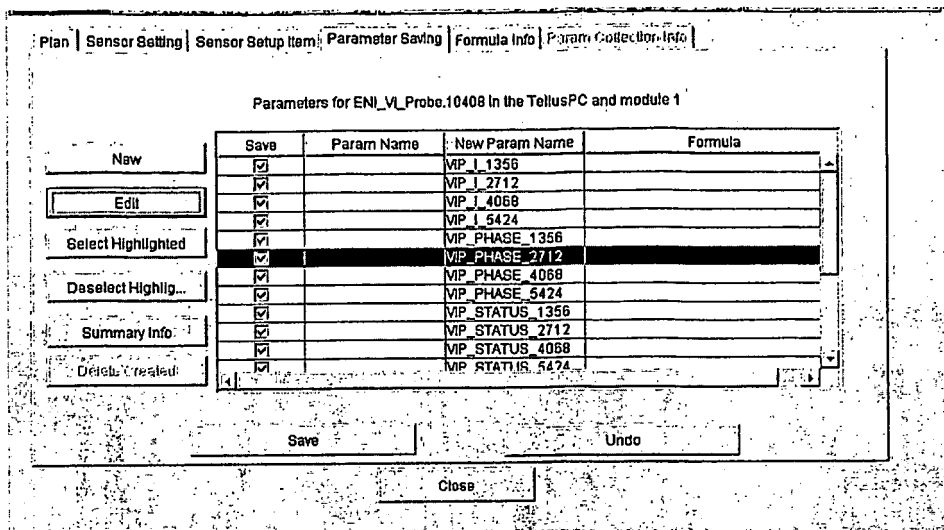 Plan Sensor Setting Sensor Setup Item Parameter Saving Formula Info Param Collection Info
Parameters for ENI_VI_Probe.10408 in the TellusPC and module 1
Save Param Name New Param Name Formula
New
Edit
Select Highlighted
Deselect Highlig...
Summary Info
Delete Created
VIP_I_1356
VIP_I_2712
VIP_I_4068
VIP_I_5424
VIP_PHASE_1356
VIP_PHASE_2712
VIP_PHASE_4068
VIP_PHASE_5424
VIP_STATUS_1356
VIP_STATUS_2712
VIP_STATUS_4068
VIP_STATUS_5424
Save Undo
Close